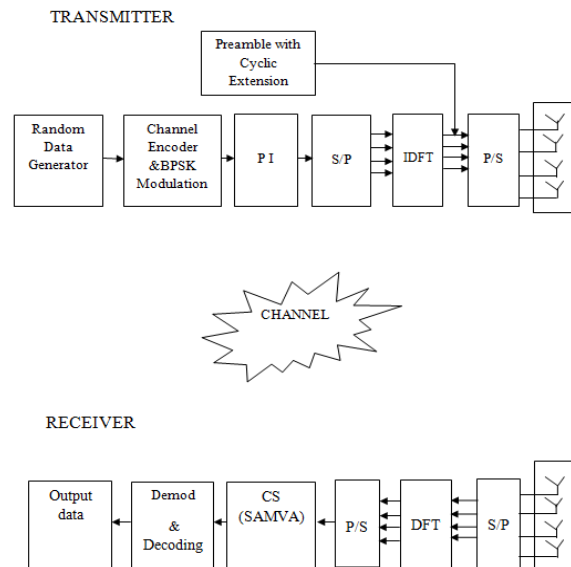 TRANSMITTER
Preamble with
Cyclic
Extension
Random
Data
Generator
Channel
Encoder
&BPSK
Modulation
P I
S/P
IDFT
P/S
CHANNEL
RECEIVER
Output
data
Demod
&
Decoding
CS
(SAMVA)
P/S
DFT
S/P